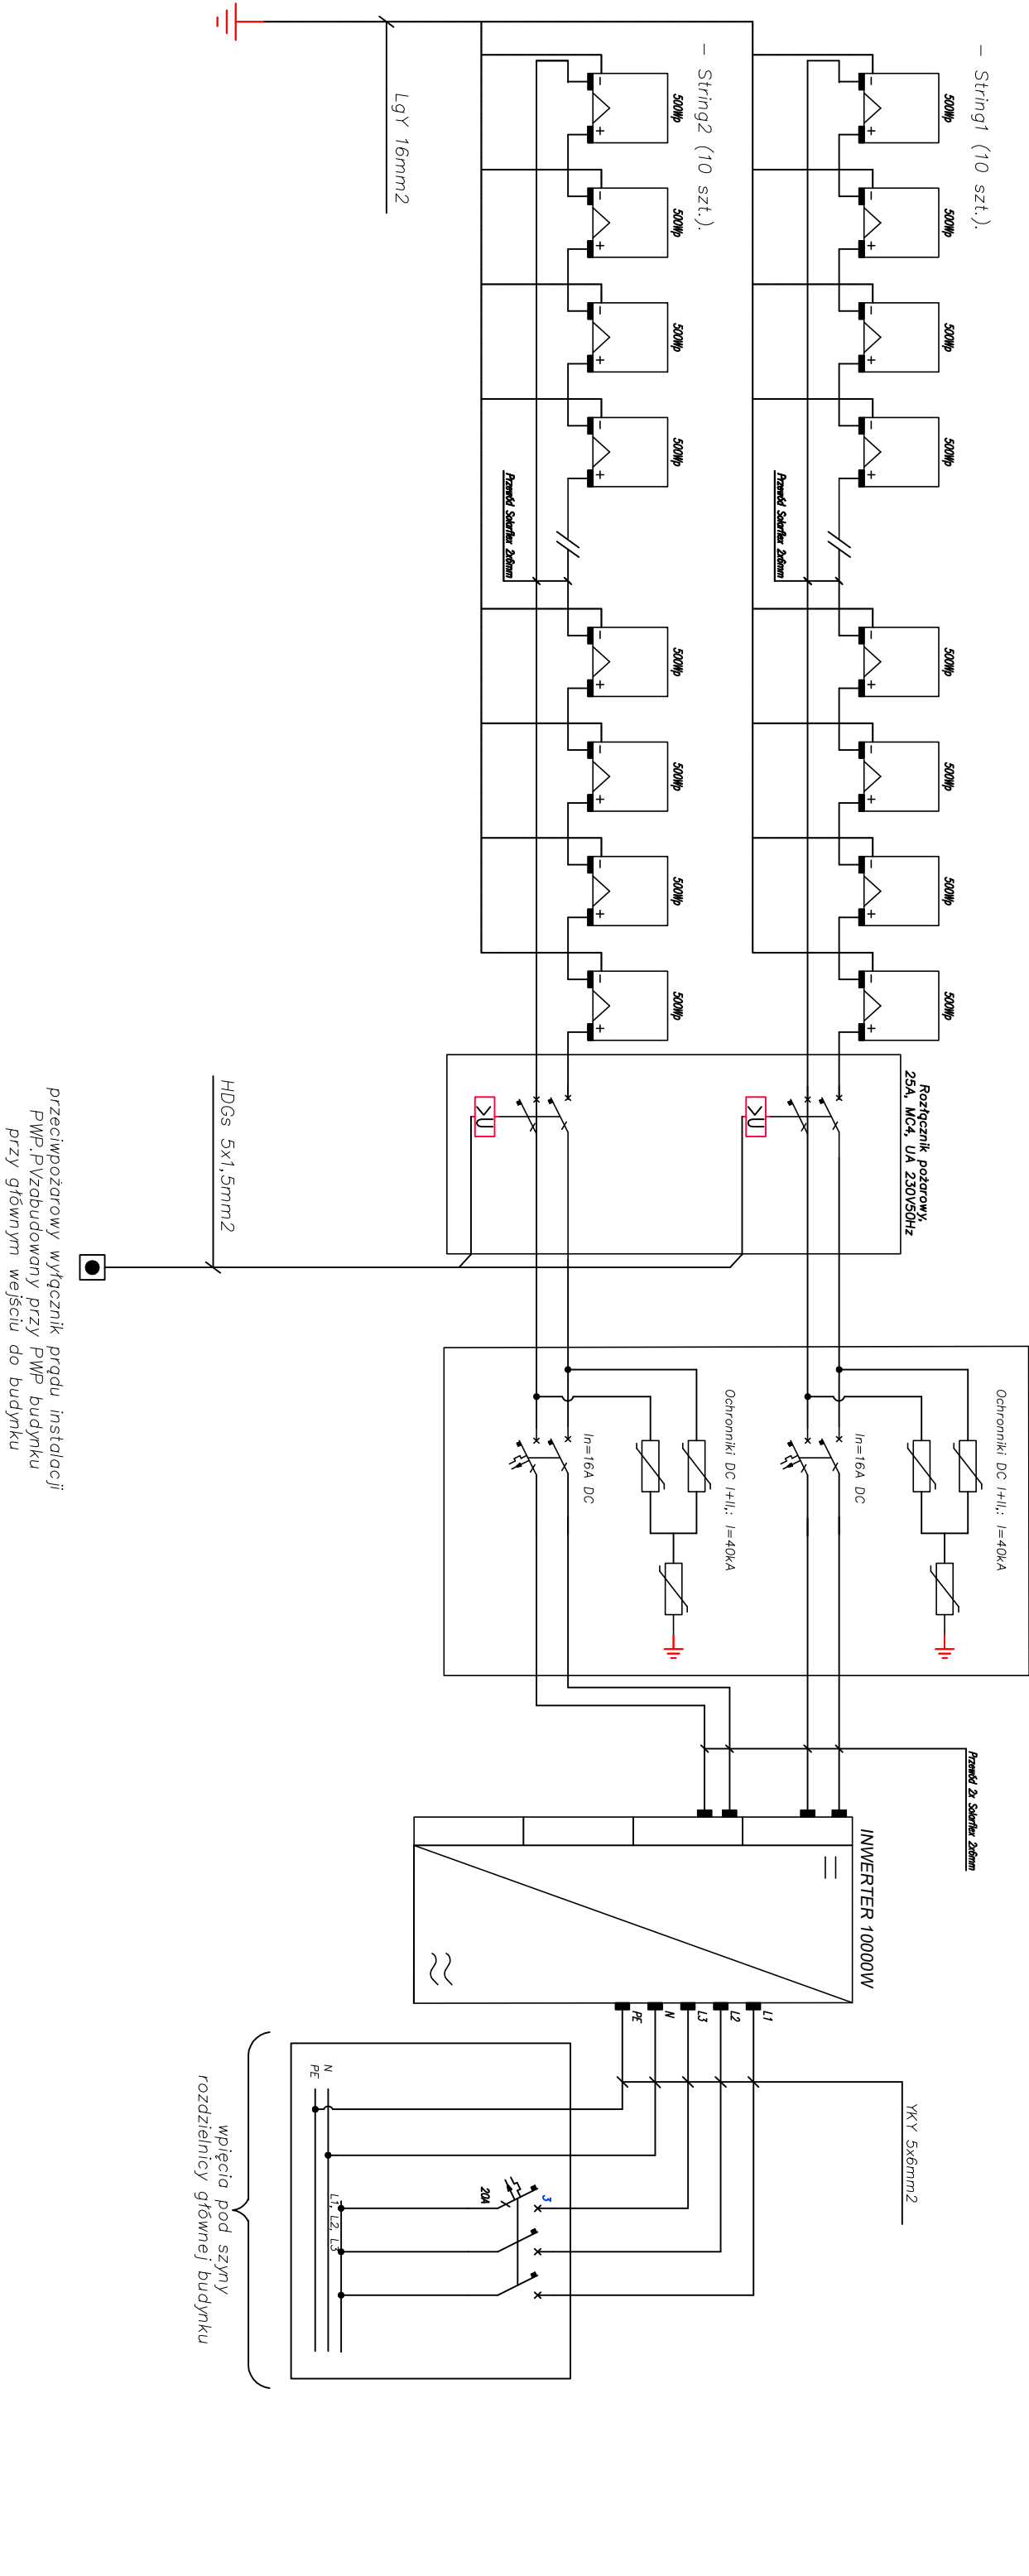 - String1 (10 szt.).
500Wp
500Wp
500Wp
500Wp
500Wp
500Wp
500Wp
500Wp
Przewód Solarflex 2x6mm
- String2 (10 szt.).
500Wp
500Wp
500Wp
500Wp
500Wp
500Wp
500Wp
500Wp
Przewód Solarflex 2x6mm
LgY 16mm2
Rozłącznik pożarowy,
25A, MC4, UA 230V50Hz
>U
>U
HDGs 5x1,5mm2
przeciwpożarowy wyłącznik prądu instalacji
PWP.PVzabudowany przy PWP budynku
przy głównym wejściu do budynku
Ochronniki DC I+II,: I=40kA
In=16A DC
Ochronniki DC I+II,: I=40kA
In=16A DC
Przewód 2x Solarflex 2x6mm
INWERTER 10000W
L1
L2
L3
N
PE
YKY 5x6mm2
N
PE
L1, L2, L3
3
20A
wpięcia pod szyny
rozdzielnicy głównej budynku